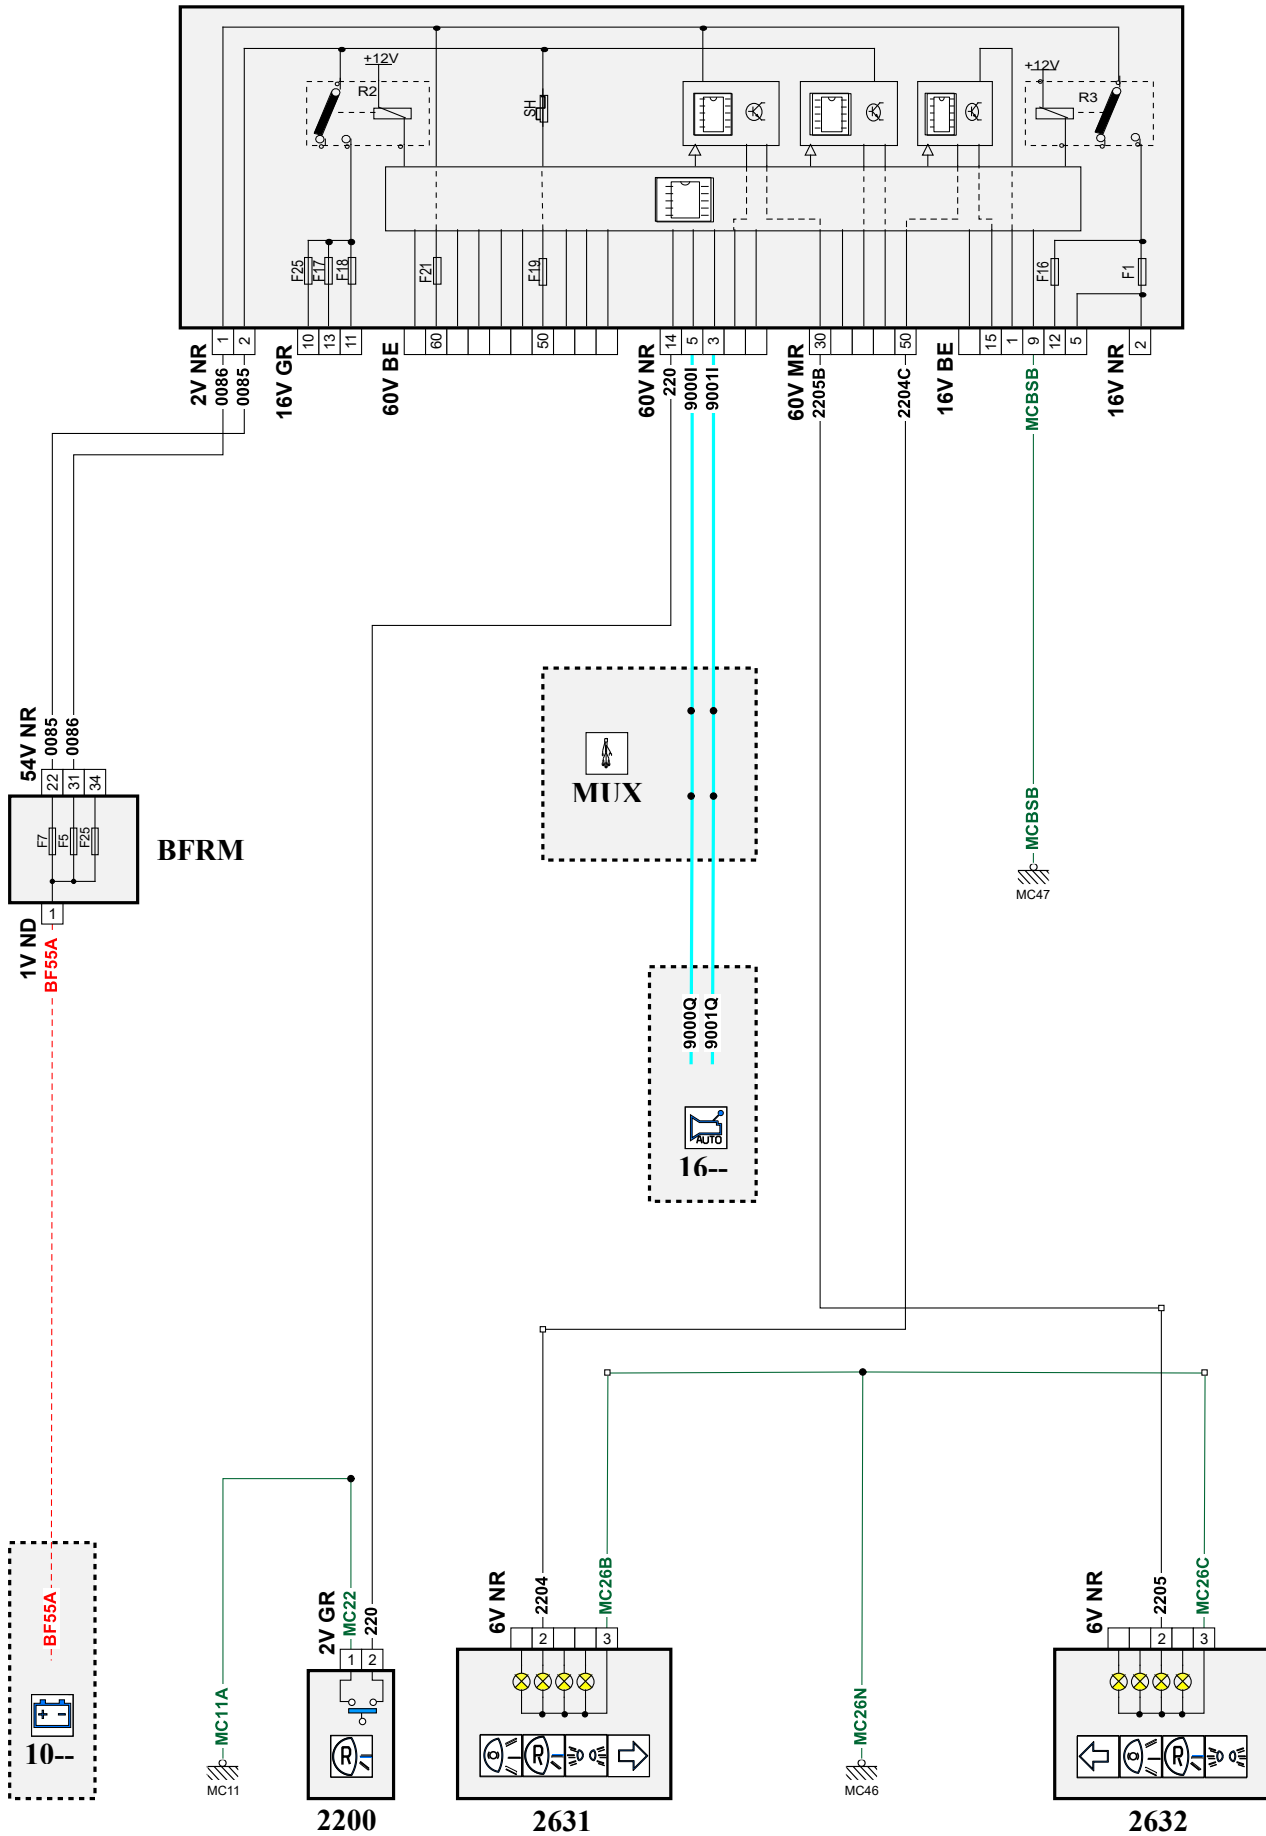 +12V
R2
SH
+12V
R3
F25
F17
F18
F21
F19
F16
F1
1
2
10
13
11
60
50
14
5
3
30
50
15
1
9
12
5
2
2V NR
0086
0085
16V GR
60V BE
60V NR
220
9000I
9001I
60V MR
2205B
2204C
16V BE
MCBSB
16V NR
54V NR
0085
0086
22
31
34
F7
F5
F25
BFRM
1
1V ND
BF55A
MUX
MCBSB
MC47
9000Q
9001Q
AUTO
16--
BF55A
+ -
10--
MC11A
MC11
2V GR
MC22
220
1
2
R
2200
6V NR
2204
MC26B
2
3
R
2631
MC26N
MC46
6V NR
2205
MC26C
2
3
R
2632